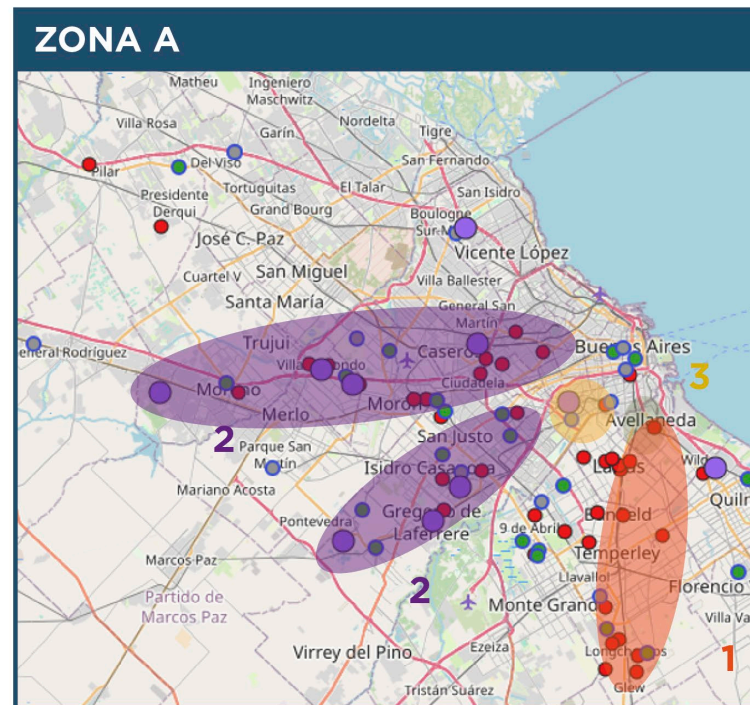 ZONA A
Matheu
Ingeniero
Maschwitz
Villa Rosa
Garín
Nordelta
Tigre
Pilar
Del Viso
San Fernando
Presidente
Derqui
Tortuguitas
El Talar
San Isidro
Grand Bourg
Boulogne
Sur-M
José C. Paz
Vicente López
Cuartel V
San Miguel
Villa Ballester
Santa María
General San
Martín
Trujui
eneral Rodríguez
Caseros
Buenos Aires
Ciudadela
3
Merlo
Morón
Avellaneda
2
Parque San
Martín
San Justo
Isidro Casanova
Lanús
Wild
Mariano Acosta
Quilr
Pontevedra
Gregorio de
Laferrere
9 de Abril
Banfield
Temperley
Marcos Paz
Llavallol
Florencio
2
Partido de
Marcos Paz
Monte Grande
Villa Va
Virrey del Pino
Ezeiza
Longchamps
1
Tristán Suárez
Glew